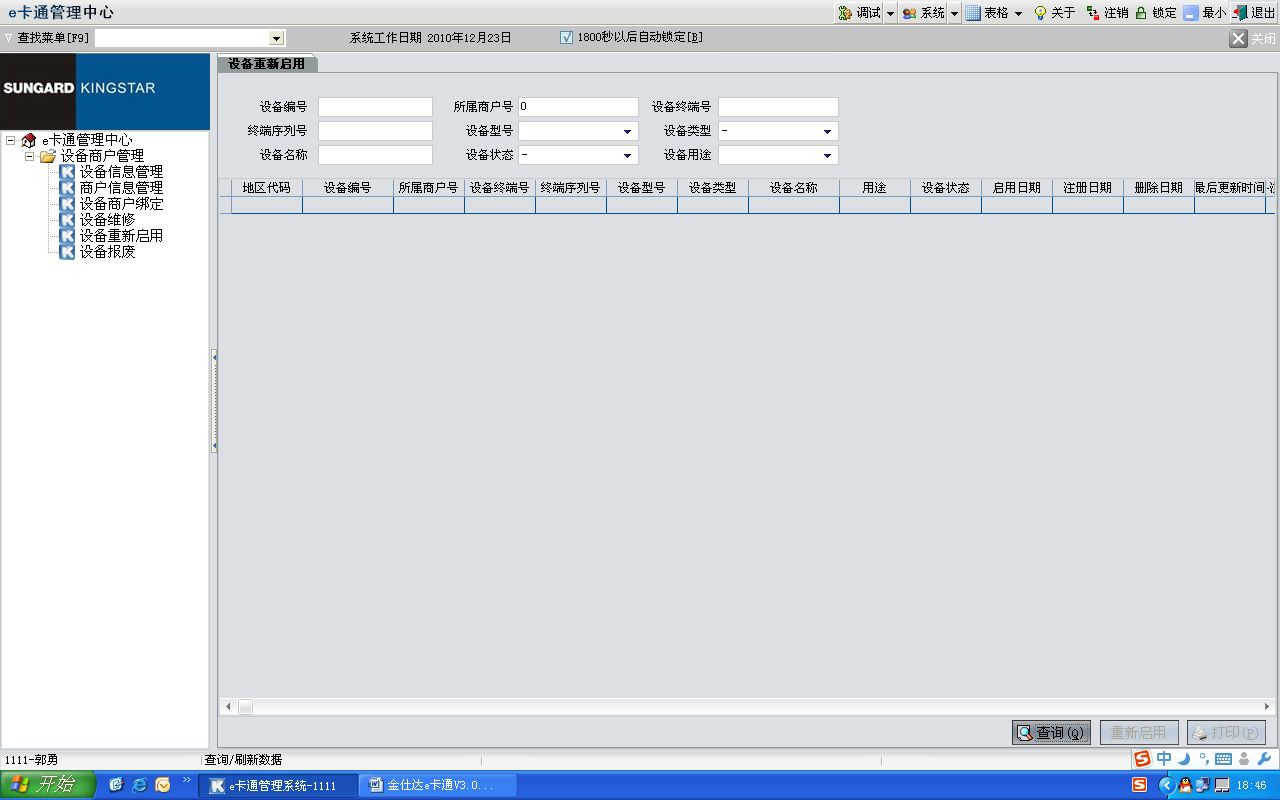 e卡通管理中心 调试 系统 表格 关于 注销 锁定 最小 退出
查找菜单[F9] 系统工作日期 2010年12月23日 1800秒以后自动锁定[B] 关闭
SUNGARD KINGSTAR
e卡通管理中心
设备商户管理
设备信息管理
商户信息管理
设备商户绑定
设备维修
设备重新启用
设备报废
设备重新启用
设备编号 所属商户号 0 设备终端号
终端序列号 设备型号 设备类型 -
设备名称 设备状态 - 设备用途
地区代码 设备编号 所属商户号 设备终端号 终端序列号 设备型号 设备类型 设备名称 用途 设备状态 启用日期 注册日期 删除日期 最后更新时间
查询(Q) 重新启用 打印(P)
1111-郭勇 查询/刷新数据
中
开始 e卡通管理系统-1111 金仕达e卡通V3.0... 18:46